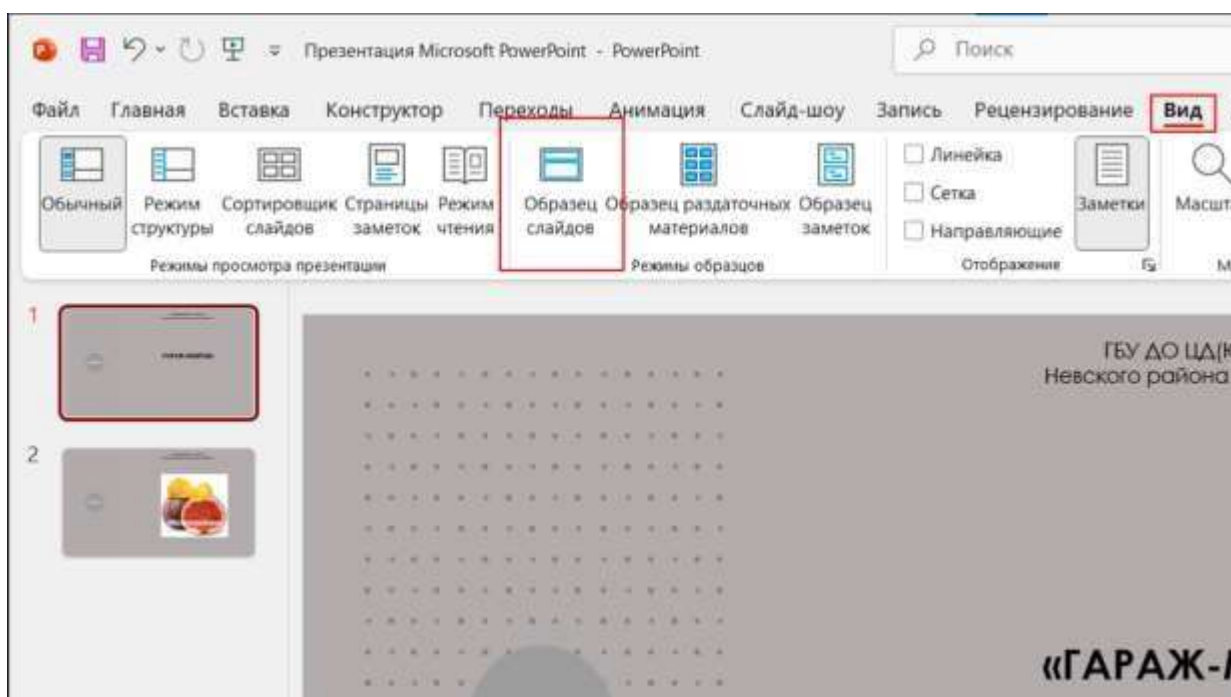 Презентация Microsoft PowerPoint - PowerPoint
Поиск
Файл Главная Вставка Конструктор Переходы Анимация Слайд-шоу Запись Рецензирование Вид
Обычный
Режим структуры
Сортировщик слайдов
Страницы заметок
Режим чтения
Образец слайдов
Образец раздаточных материалов
Образец заметок
Линейка
Сетка
Направляющие
Заметки
Масшт
Режимы просмотра презентации
Режимы образцов
Отображение
М
1
2
ГБУ ДО ЦД(Ю
Невского района
«ГАРАЖ-М